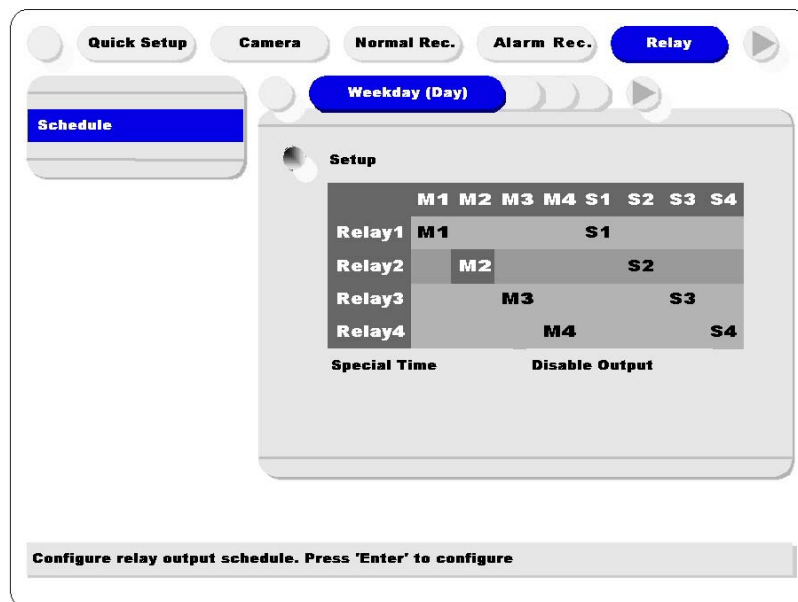 Quick Setup Camera Normal Rec. Alarm Rec. Relay
Weekday (Day)
Schedule
Setup
M1 M2 M3 M4 S1 S2 S3 S4
Relay1 M1 S1
Relay2 M2 S2
Relay3 M3 S3
Relay4 M4 S4
Special Time Disable Output
Configure relay output schedule. Press 'Enter' to configure